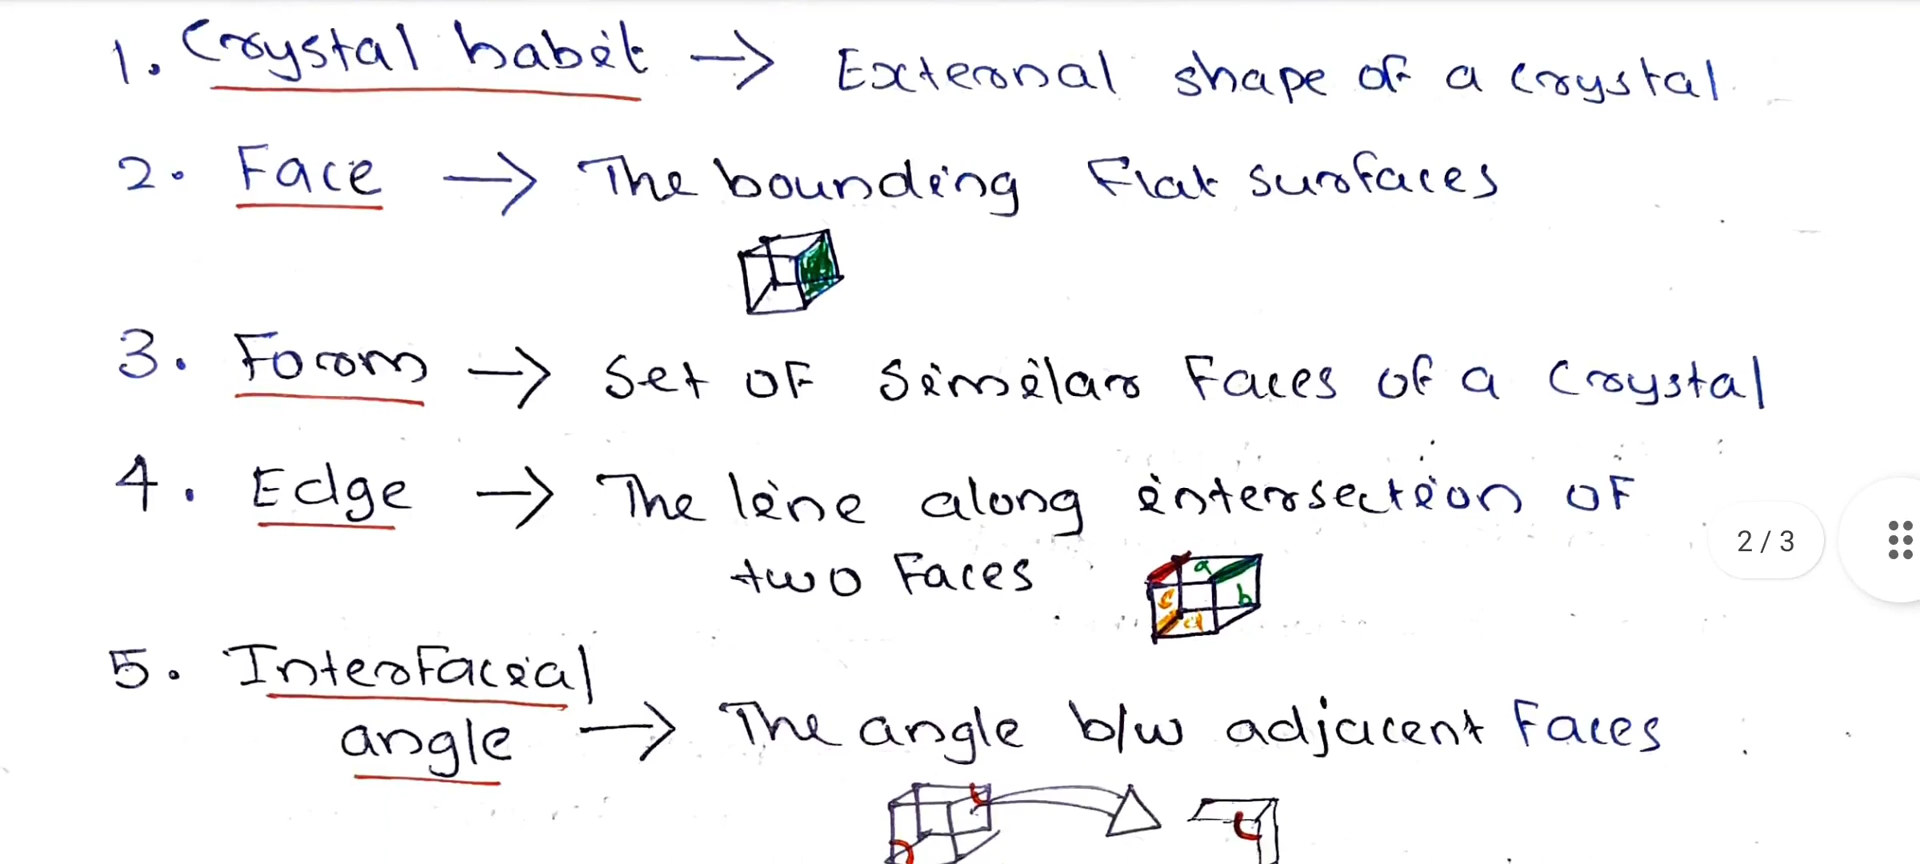 1. Crystal habit → External shape of a crystal
2. Face → The bounding flat surfaces
3. Form → Set of similar faces of a crystal
4. Edge → The line along intersection of
two faces
a
b
c
d
5. Interfacial
angle → The angle b/w adjacent faces
2 / 3